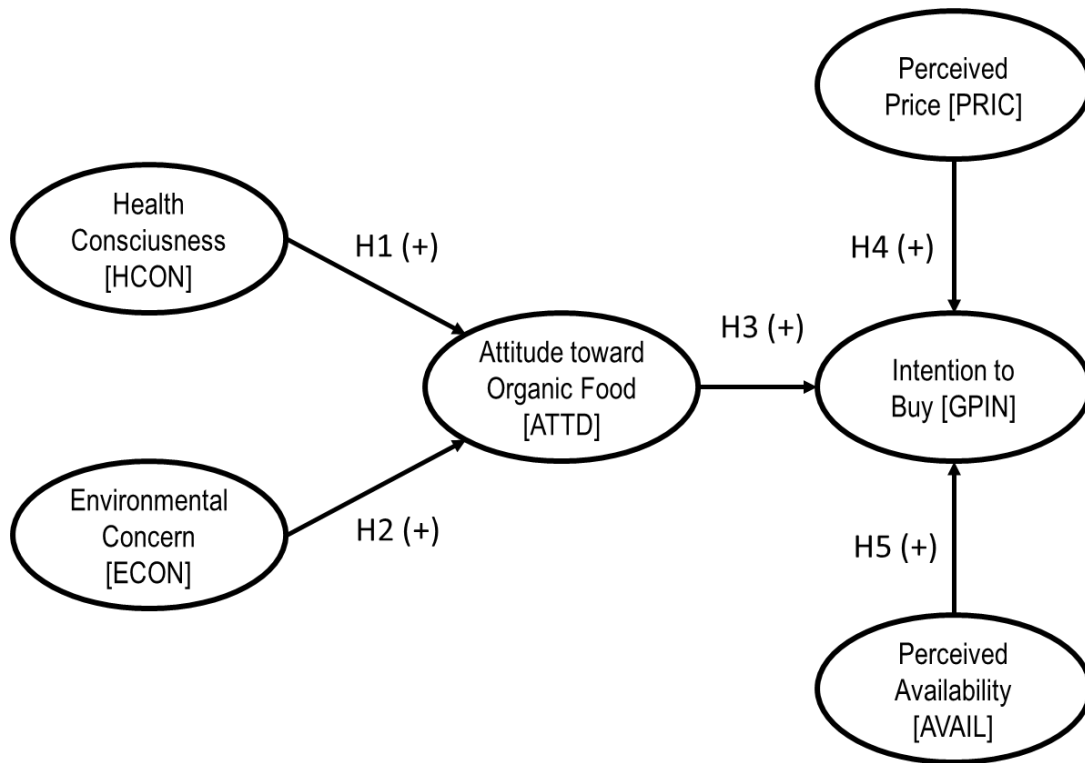 Perceived
Price [PRIC]
Health
Consciusness
[HCON]
H1 (+)
H4 (+)
Attitude toward
Organic Food
[ATTD]
H3 (+)
Intention to
Buy [GPIN]
Environmental
Concern
[ECON]
H2 (+)
H5 (+)
Perceived
Availability
[AVAIL]